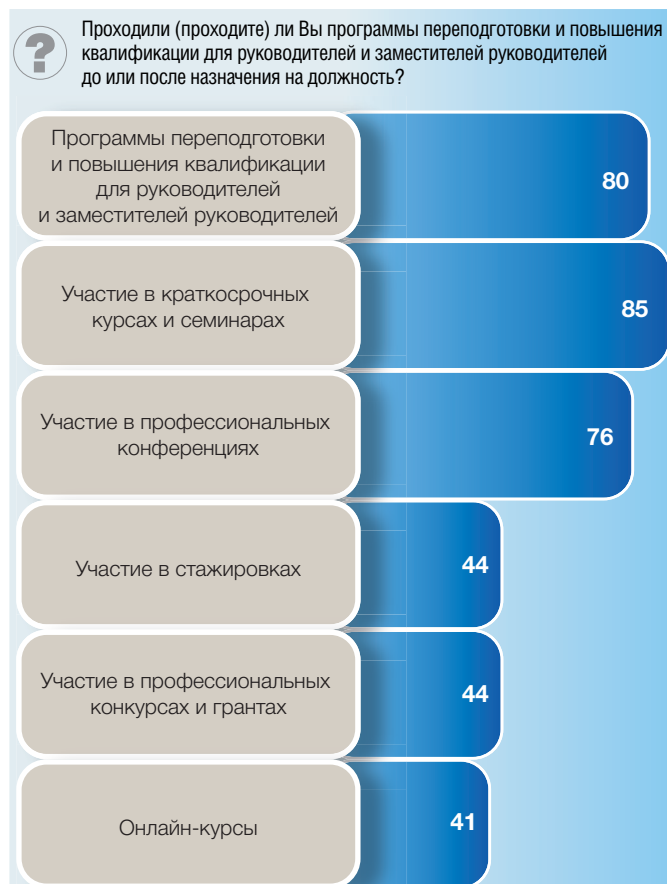 ?
Проходили (проходите) ли Вы программы переподготовки и повышения
квалификации для руководителей и заместителей руководителей
до или после назначения на должность?
Программы переподготовки
и повышения квалификации
для руководителей
и заместителей руководителей
80
Участие в краткосрочных
курсах и семинарах
85
Участие в профессиональных
конференциях
76
Участие в стажировках
44
Участие в профессиональных
конкурсах и грантах
44
Онлайн-курсы
41